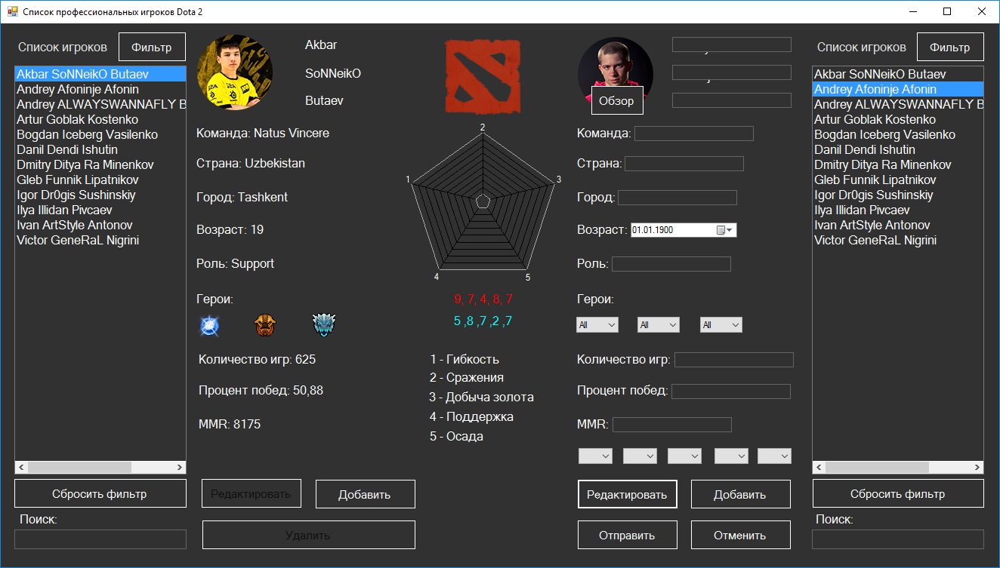 Список профессиональных игроков Dota 2
Список игроков
Фильтр
Akbar SoNNeikO Butaev
Andrey Afoninje Afonin
Andrey ALWAYSWANNAFLY B
Artur Goblak Kostenko
Bogdan Iceberg Vasilenko
Danil Dendi Ishutin
Dmitry Ditya Ra Minenkov
Gleb Funnik Lipatnikov
Igor Dr0gis Sushinskiy
Ilya Illidan Pivcaev
Ivan ArtStyle Antonov
Victor GeneRaL Nigrini
Сбросить фильтр
Поиск:
Akbar
SoNNeikO
Butaev
Команда: Natus Vincere
Страна: Uzbekistan
Город: Tashkent
Возраст: 19
Роль: Support
Герои:
Количество игр: 625
Процент побед: 50,88
MMR: 8175
Редактировать
Добавить
Удалить
2
1
3
4
5
9, 7, 4, 8, 7
5 ,8 ,7 ,2 ,7
1 - Гибкость
2 - Сражения
3 - Добыча золота
4 - Поддержка
5 - Осада
Обзор
Команда:
Страна:
Город:
Возраст: 01.01.1900
Роль:
Герои:
All
All
All
Количество игр:
Процент побед:
MMR:
Редактировать
Добавить
Отправить
Отменить
Список игроков
Фильтр
Akbar SoNNeikO Butaev
Andrey Afoninje Afonin
Andrey ALWAYSWANNAFLY B
Artur Goblak Kostenko
Bogdan Iceberg Vasilenko
Danil Dendi Ishutin
Dmitry Ditya Ra Minenkov
Gleb Funnik Lipatnikov
Igor Dr0gis Sushinskiy
Ilya Illidan Pivcaev
Ivan ArtStyle Antonov
Victor GeneRaL Nigrini
Сбросить фильтр
Поиск: